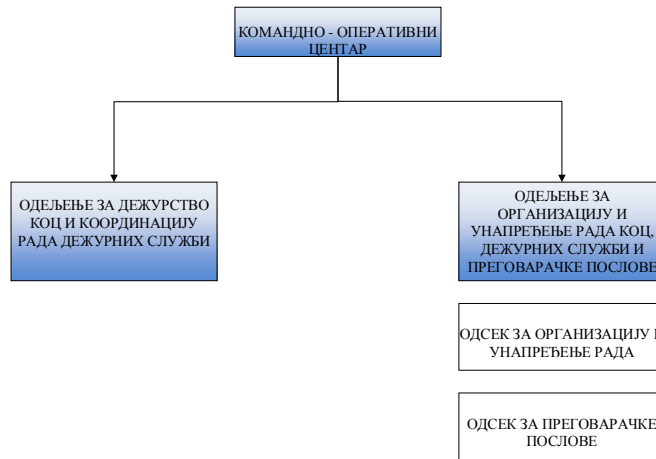 КОМАНДНО - ОПЕРАТИВНИ
ЦЕНТАР
ОДЕЉЕЊЕ ЗА ДЕЖУРСТВО
КОЦ И КООРДИНАЦИЈУ
РАДА ДЕЖУРНИХ СЛУЖБИ
ОДЕЉЕЊЕ ЗА
ОРГАНИЗАЦИЈУ И
УНАПРЕЂЕЊЕ РАДА КОЦ,
ДЕЖУРНИХ СЛУЖБИ И
ПРЕГОВАРАЧКЕ ПОСЛОВЕ
ОДСЕК ЗА ОРГАНИЗАЦИЈУ И
УНАПРЕЂЕЊЕ РАДА
ОДСЕК ЗА ПРЕГОВАРАЧКЕ
ПОСЛОВЕ